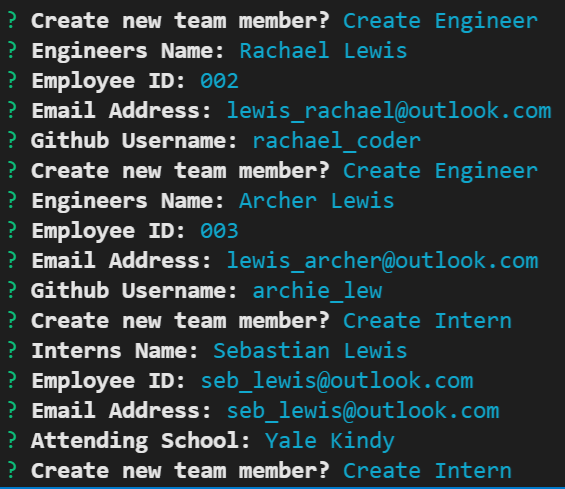 ? Create new team member? Create Engineer
? Engineers Name: Rachael Lewis
? Employee ID: 002
? Email Address: lewis_rachael@outlook.com
? Github Username: rachael_coder
? Create new team member? Create Engineer
? Engineers Name: Archer Lewis
? Employee ID: 003
? Email Address: lewis_archer@outlook.com
? Github Username: archie_lew
? Create new team member? Create Intern
? Interns Name: Sebastian Lewis
? Employee ID: seb_lewis@outlook.com
? Email Address: seb_lewis@outlook.com
? Attending School: Yale Kindy
? Create new team member? Create Intern